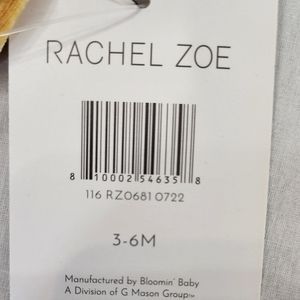 RACHEL ZOE
8 10002 54635 8
116 RZ0681 0722
3-6M
Manufactured by Bloomin' Baby
A Division of G Mason Group™